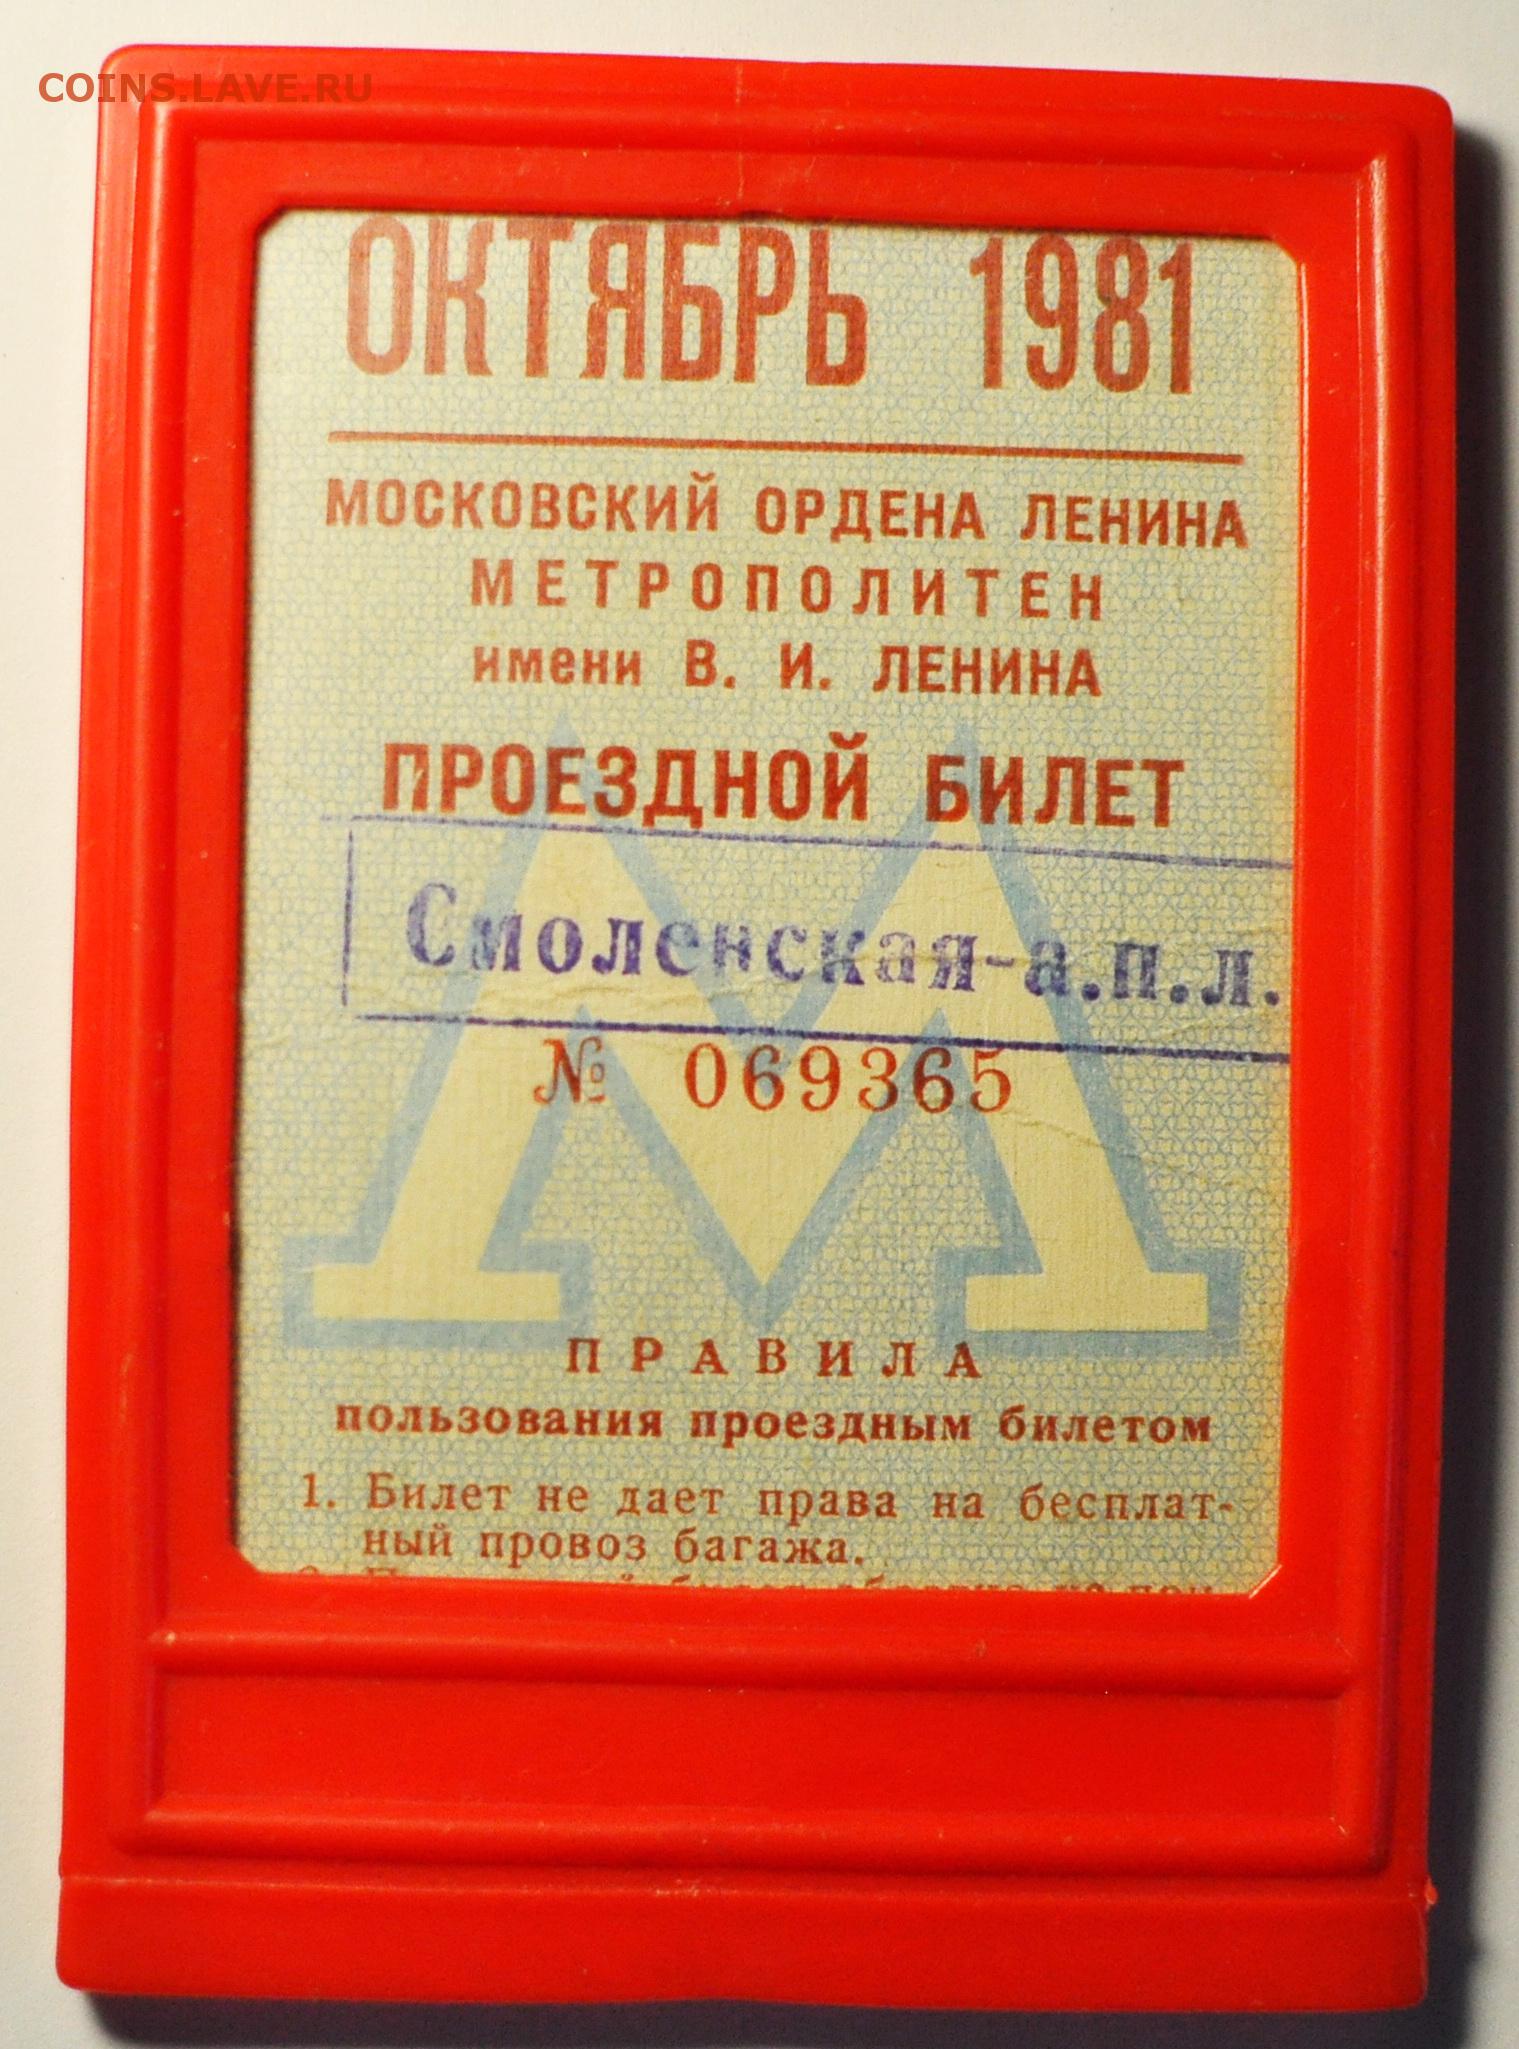 COINS.LAVE.RU
ОКТЯБРЬ 1981
МОСКОВСКИЙ ОРДЕНА ЛЕНИНА
МЕТРОПОЛИТЕН
имени В. И. ЛЕНИНА
ПРОЕЗДНОЙ БИЛЕТ
Смоленская-а.п.л.
№ 069365
М
ПРАВИЛА
пользования проездным билетом
1. Билет не дает права на бесплат-
ный провоз багажа.